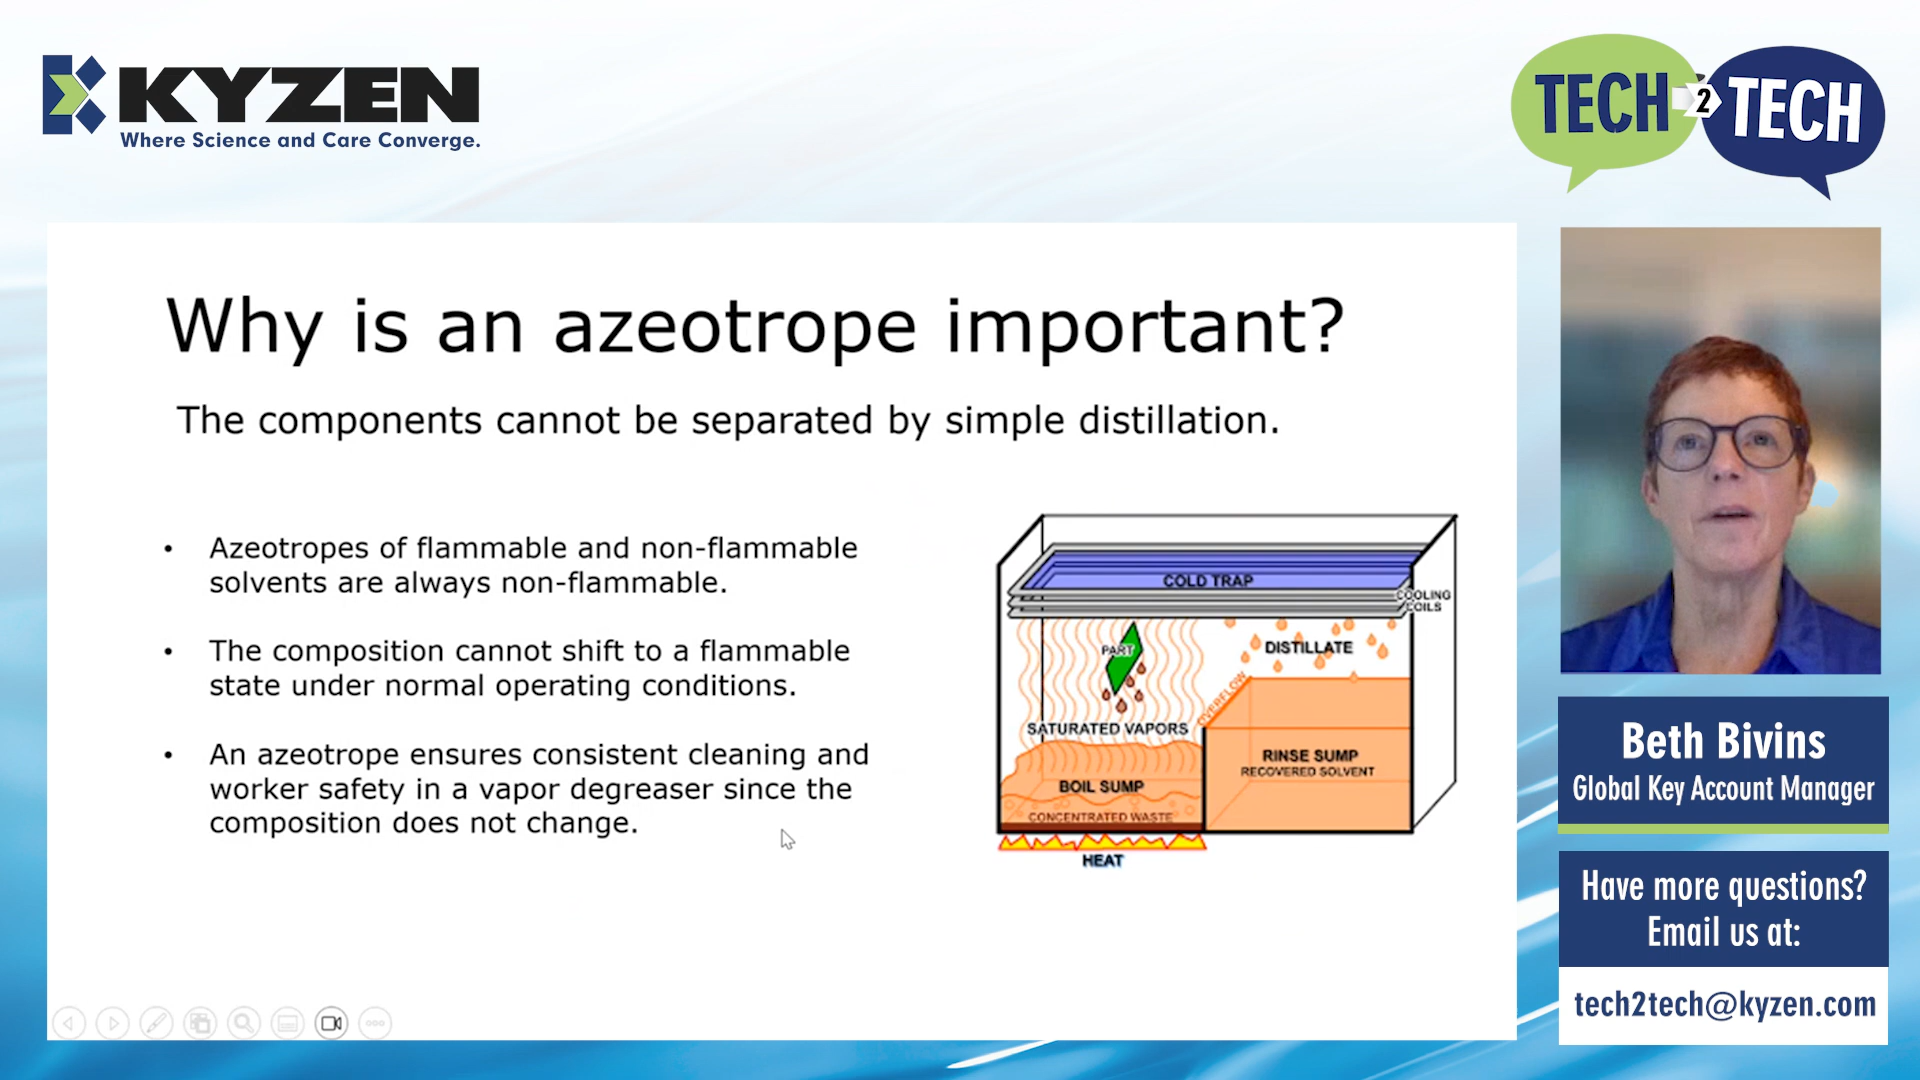 KYZEN
Where Science and Care Converge.
TECH 2 TECH
Why is an azeotrope important?
The components cannot be separated by simple distillation.
• Azeotropes of flammable and non-flammable
solvents are always non-flammable.
• The composition cannot shift to a flammable
state under normal operating conditions.
• An azeotrope ensures consistent cleaning and
worker safety in a vapor degreaser since the
composition does not change.
COLD TRAP
COOLING
COILS
PART
DISTILLATE
OVERFLOW
SATURATED VAPORS
RINSE SUMP
RECOVERED SOLVENT
BOIL SUMP
CONCENTRATED WASTE
HEAT
Beth Bivins
Global Key Account Manager
Have more questions?
Email us at:
tech2tech@kyzen.com